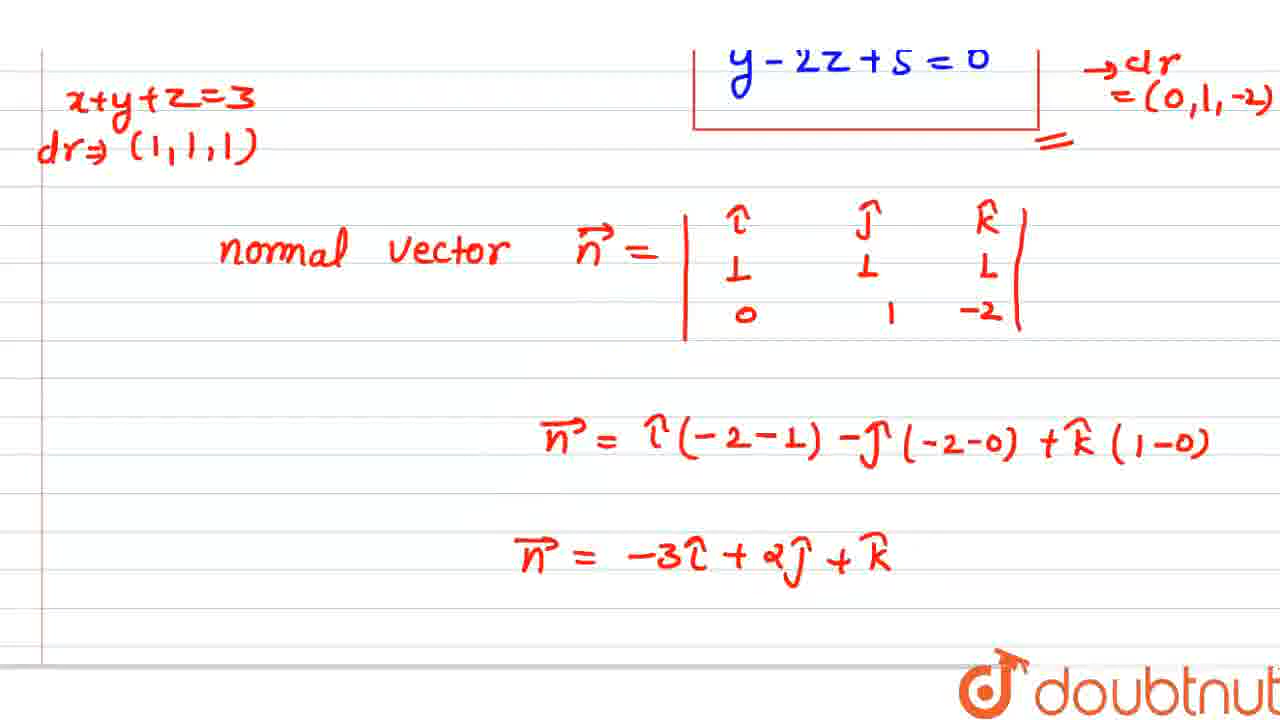 y - 2z + 5 = 0
→ dr
= (0, 1, -2)
x+y+z=3
dr⇒ (1, 1, 1)
normal vector n⃗ = | î ĵ k̂ |
| 1 1 1 |
| 0 1 -2 |
n⃗ = î (-2-1) - ĵ (-2-0) + k̂ (1-0)
n⃗ = -3î + 2ĵ + k̂
doubtnut